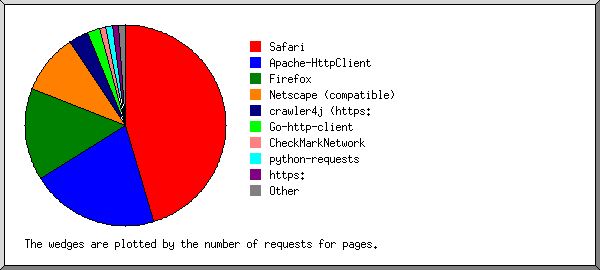 Safari
Apache-HttpClient
Firefox
Netscape (compatible)
crawler4j (https:
Go-http-client
CheckMarkNetwork
python-requests
https:
Other
The wedges are plotted by the number of requests for pages.